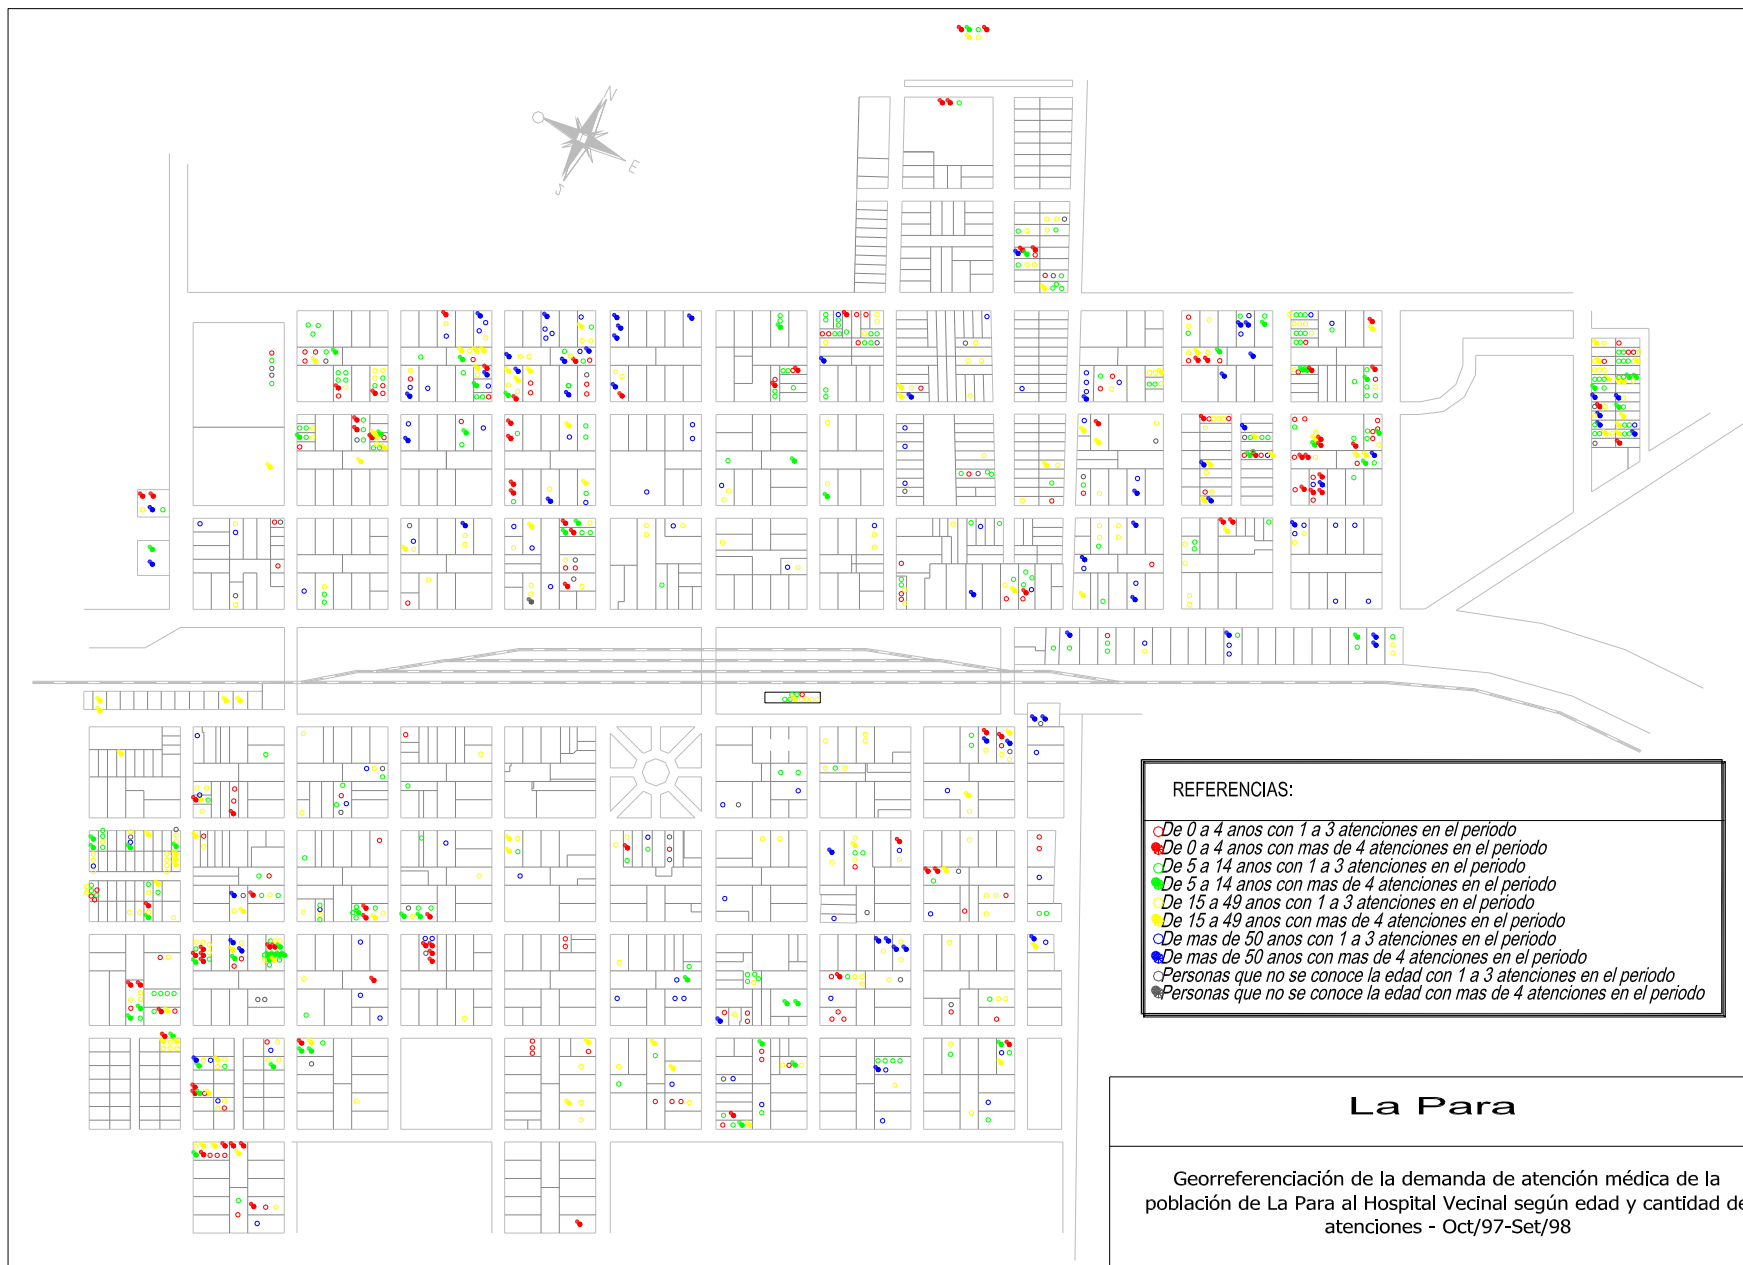 N
E
S
REFERENCIAS:
De 0 a 4 anos con 1 a 3 atenciones en el periodo
De 0 a 4 anos con mas de 4 atenciones en el periodo
De 5 a 14 anos con 1 a 3 atenciones en el periodo
De 5 a 14 anos con mas de 4 atenciones en el periodo
De 15 a 49 anos con 1 a 3 atenciones en el periodo
De 15 a 49 anos con mas de 4 atenciones en el periodo
De mas de 50 anos con 1 a 3 atenciones en el periodo
De mas de 50 anos con mas de 4 atenciones en el periodo
Personas que no se conoce la edad con 1 a 3 atenciones en el periodo
Personas que no se conoce la edad con mas de 4 atenciones en el periodo
La Para
Georreferenciación de la demanda de atención médica de la
población de La Para al Hospital Vecinal según edad y cantidad de
atenciones - Oct/97-Set/98